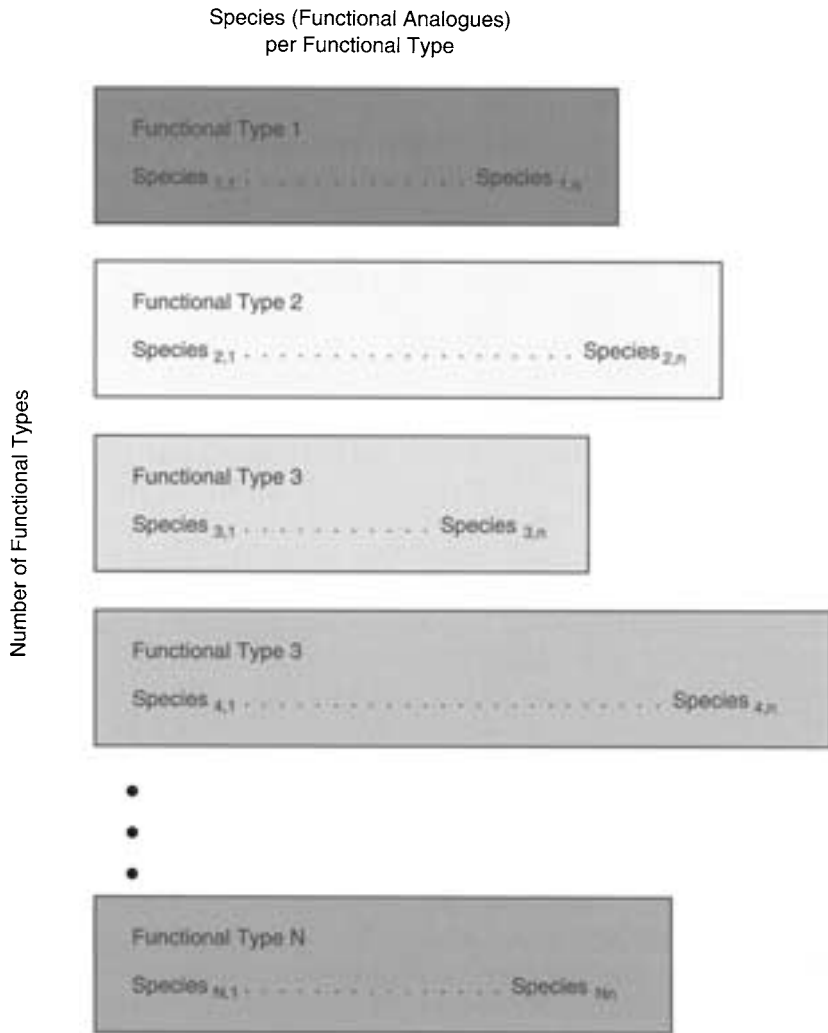 Species (Functional Analogues)
per Functional Type
Number of Functional Types
Functional Type 1
Species 1,1 . . . . . . . . . . . . . . Species 1,n
Functional Type 2
Species 2,1 . . . . . . . . . . . . . . . . . . . Species 2,n
Functional Type 3
Species 3,1 . . . . . . . . . . . Species 3,n
Functional Type 3
Species 4,1 . . . . . . . . . . . . . . . . . . . . . . . Species 4,n
Functional Type N
Species N,1 . . . . . . . . . . . . . . . Species Nn